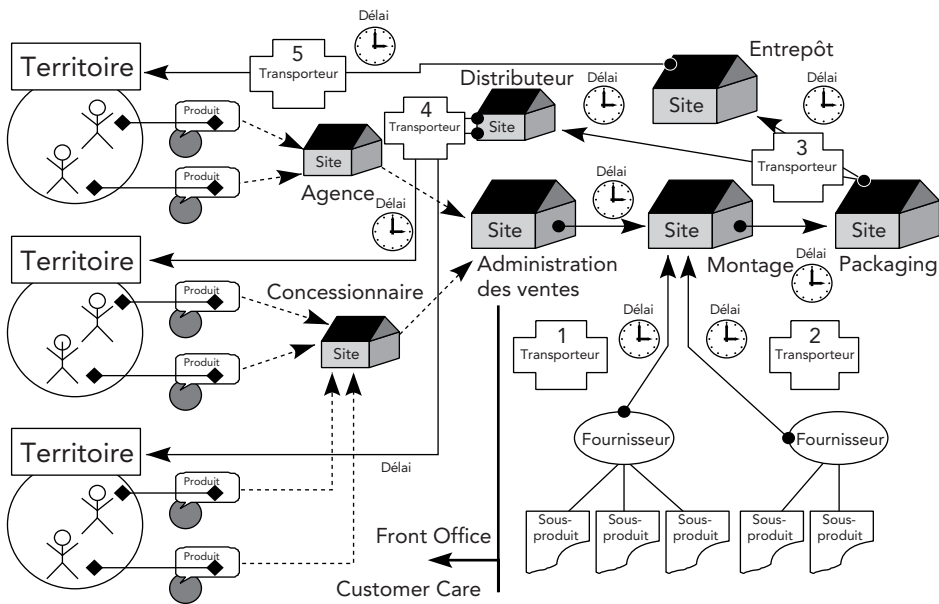 Délai
5
Transporteur
Entrepôt
Territoire
Distributeur
Délai
Délai
Produit
4
Transporteur
Site
Site
3
Transporteur
Site
Produit
Agence
Délai
Délai
Site
Site
Site
Territoire
Administration
des ventes
Montage
Packaging
Délai
Concessionnaire
Produit
Site
Produit
1
Transporteur
Délai
Délai
2
Transporteur
Territoire
Délai
Fournisseur
Fournisseur
Produit
Sous-
produit
Sous-
produit
Sous-
produit
Sous-
produit
Sous-
produit
Front Office
Produit
Customer Care